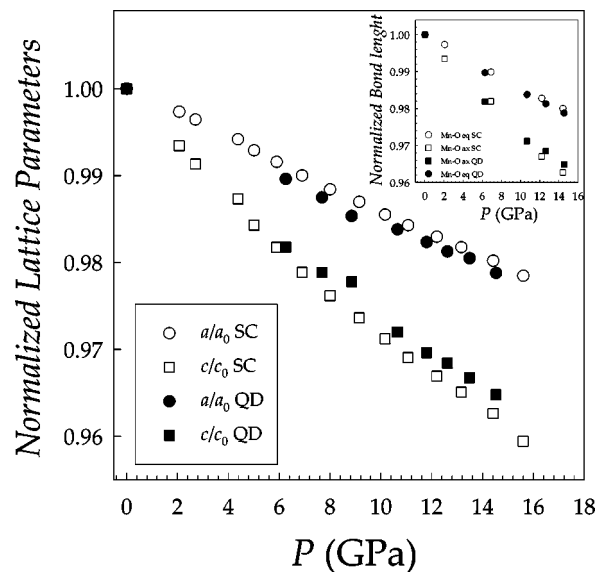 Normalized Lattice Parameters
1.00
0.99
0.98
0.97
0.96
0 2 4 6 8 10 12 14 16 18
P (GPa)
a/a0 SC
c/c0 SC
a/a0 QD
c/c0 QD
Normalized Bond lenght
1.00
0.99
0.98
0.97
0.96
0 2 4 6 8 10 12 14 16
P (GPa)
Mn-O eq SC
Mn-O ax SC
Mn-O ax QD
Mn-O eq QD